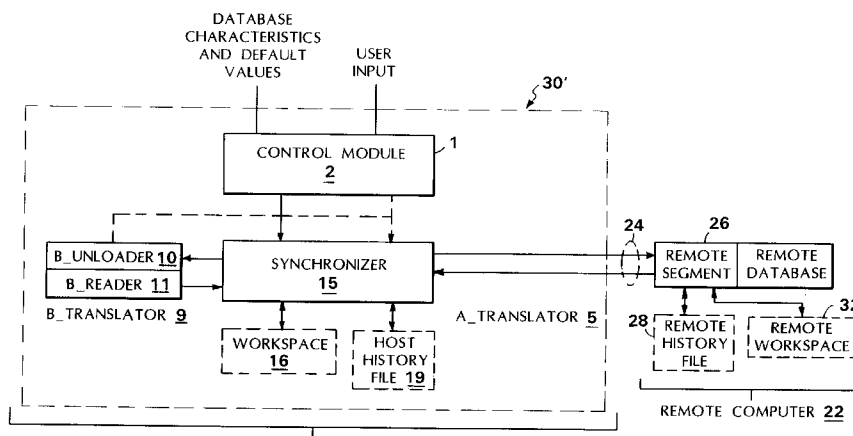 DATABASE
CHARACTERISTICS
AND DEFAULT
VALUES
USER
INPUT
30'
CONTROL MODULE
2
1
B_UNLOADER 10
B_READER 11
B_TRANSLATOR 9
SYNCHRONIZER
15
WORKSPACE
16
HOST
HISTORY
FILE 19
A_TRANSLATOR 5
24
26
REMOTE
SEGMENT
REMOTE
DATABASE
28
REMOTE
HISTORY
FILE
32
REMOTE
WORKSPACE
REMOTE COMPUTER 22